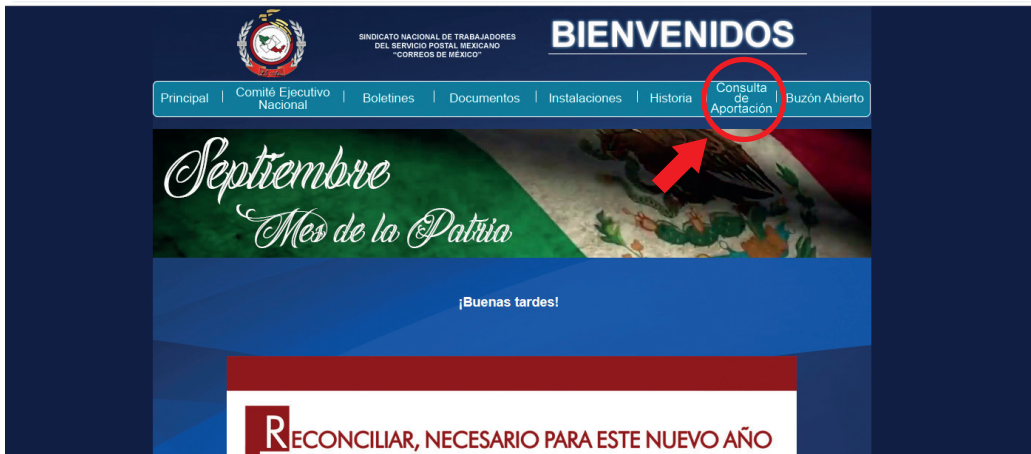 SINDICATO NACIONAL DE TRABAJADORES
DEL SERVICIO POSTAL MEXICANO
"CORREOS DE MÉXICO"
BIENVENIDOS
Principal
Comité Ejecutivo
Nacional
Boletines
Documentos
Instalaciones
Historia
Consulta
de
Aportación
Buzón Abierto
Septiembre
Mes de la Patria
¡Buenas tardes!
RECONCILIAR, NECESARIO PARA ESTE NUEVO AÑO